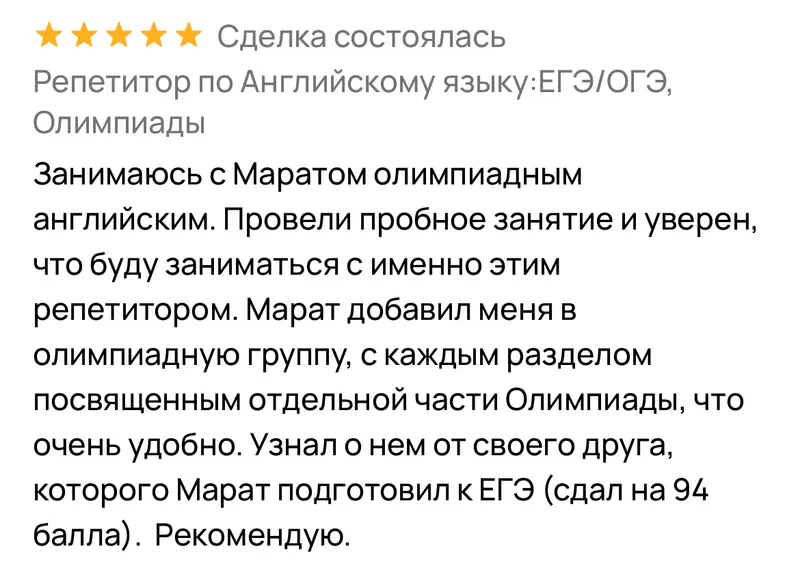 Сделка состоялась
Репетитор по Английскому языку:ЕГЭ/ОГЭ,
Олимпиады
Занимаюсь с Маратом олимпиадным
английским. Провели пробное занятие и уверен,
что буду заниматься с именно этим
репетитором. Марат добавил меня в
олимпиадную группу, с каждым разделом
посвященным отдельной части Олимпиады, что
очень удобно. Узнал о нем от своего друга,
которого Марат подготовил к ЕГЭ (сдал на 94
балла).  Рекомендую.